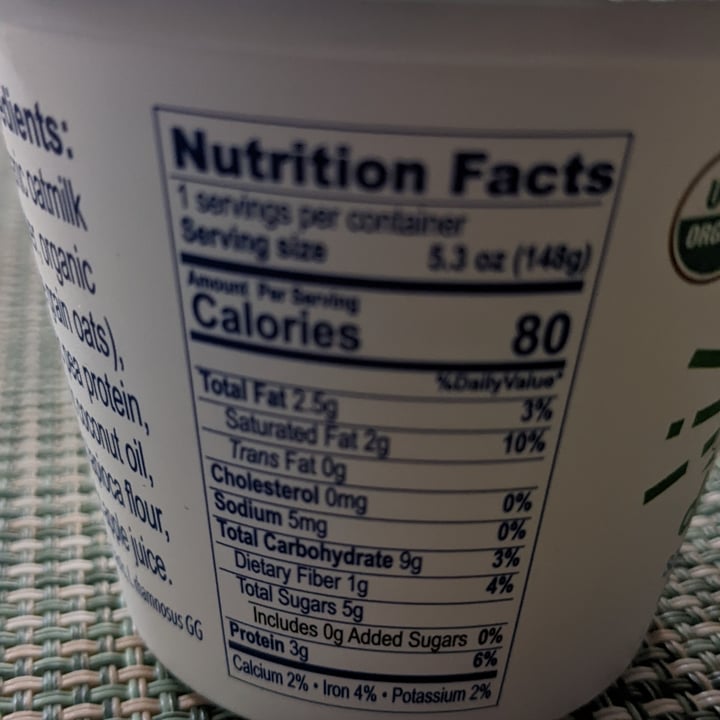 oatmilk
organic
oats),
protein,
coconut oil,
flour,
juice.
GG
Nutrition Facts
1 servings per container
Serving size 5.3 oz (148g)
Amount Per Serving
Calories 80
%DailyValue*
Total Fat 2.5g 3%
Saturated Fat 2g 10%
Trans Fat 0g
Cholesterol 0mg 0%
Sodium 5mg 0%
Total Carbohydrate 9g 3%
Dietary Fiber 1g 4%
Total Sugars 5g
Includes 0g Added Sugars 0%
Protein 3g 6%
Calcium 2% • Iron 4% • Potassium 2%